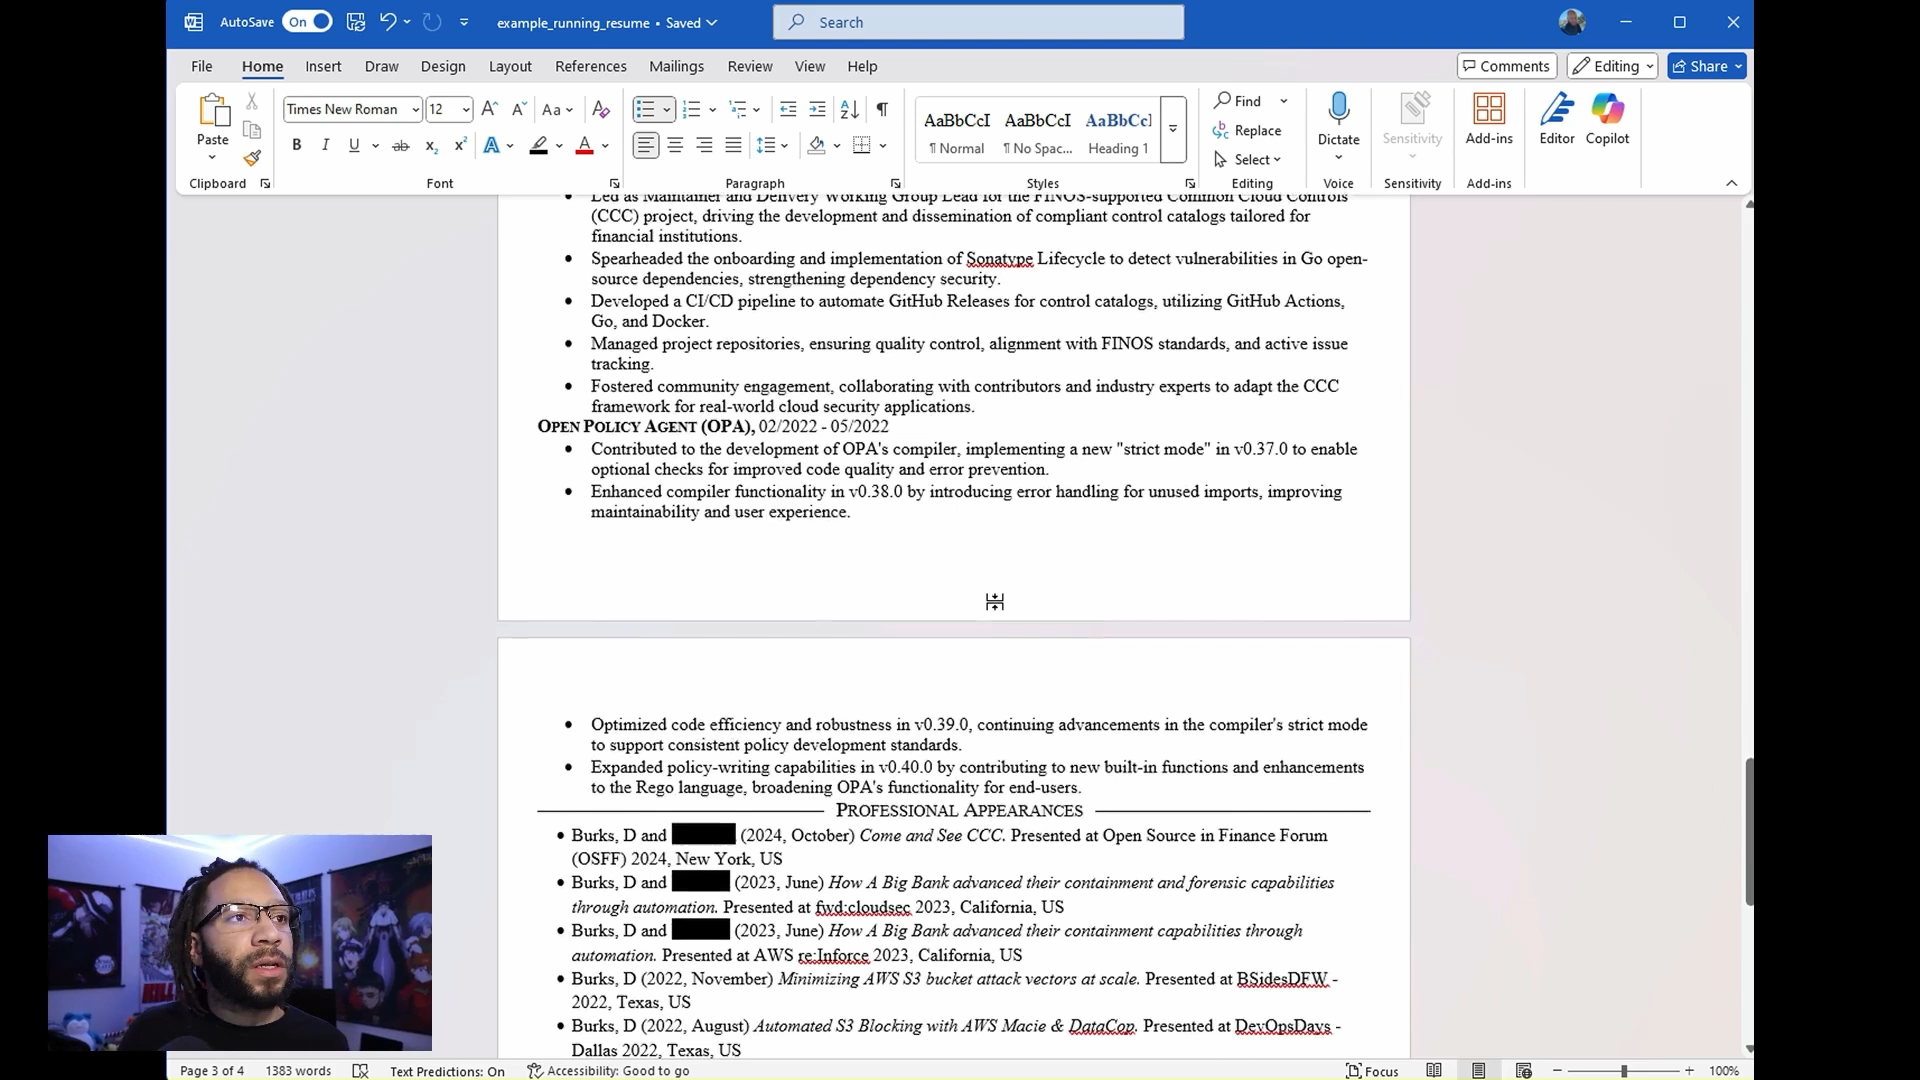 AutoSave On example_running_resume • Saved Search
File Home Insert Draw Design Layout References Mailings Review View Help Comments Editing Share
Paste Times New Roman 12 Aa
Find
Replace
Select
AaBbCcI AaBbCcI AaBbCcI
¶ Normal ¶ No Spac... Heading 1
Dictate Sensitivity Add-ins Editor Copilot
Clipboard Font Paragraph Styles Editing Voice Sensitivity Add-ins
• Led as Maintainer and Delivery Working Group Lead for the FINOS-supported Common Cloud Controls
(CCC) project, driving the development and dissemination of compliant control catalogs tailored for
financial institutions.
• Spearheaded the onboarding and implementation of Sonatype Lifecycle to detect vulnerabilities in Go open-
source dependencies, strengthening dependency security.
• Developed a CI/CD pipeline to automate GitHub Releases for control catalogs, utilizing GitHub Actions,
Go, and Docker.
• Managed project repositories, ensuring quality control, alignment with FINOS standards, and active issue
tracking.
• Fostered community engagement, collaborating with contributors and industry experts to adapt the CCC
framework for real-world cloud security applications.
OPEN POLICY AGENT (OPA), 02/2022 - 05/2022
• Contributed to the development of OPA's compiler, implementing a new "strict mode" in v0.37.0 to enable
optional checks for improved code quality and error prevention.
• Enhanced compiler functionality in v0.38.0 by introducing error handling for unused imports, improving
maintainability and user experience.
• Optimized code efficiency and robustness in v0.39.0, continuing advancements in the compiler's strict mode
to support consistent policy development standards.
• Expanded policy-writing capabilities in v0.40.0 by contributing to new built-in functions and enhancements
to the Rego language, broadening OPA's functionality for end-users.
PROFESSIONAL APPEARANCES
• Burks, D and (2024, October) Come and See CCC. Presented at Open Source in Finance Forum
(OSFF) 2024, New York, US
• Burks, D and (2023, June) How A Big Bank advanced their containment and forensic capabilities
through automation. Presented at fwd:cloudsec 2023, California, US
• Burks, D and (2023, June) How A Big Bank advanced their containment capabilities through
automation. Presented at AWS re:Inforce 2023, California, US
• Burks, D (2022, November) Minimizing AWS S3 bucket attack vectors at scale. Presented at BSidesDFW -
2022, Texas, US
• Burks, D (2022, August) Automated S3 Blocking with AWS Macie & DataCop. Presented at DevOpsDays -
Dallas 2022, Texas, US
Page 3 of 4 1383 words Text Predictions: On Accessibility: Good to go Focus 100%